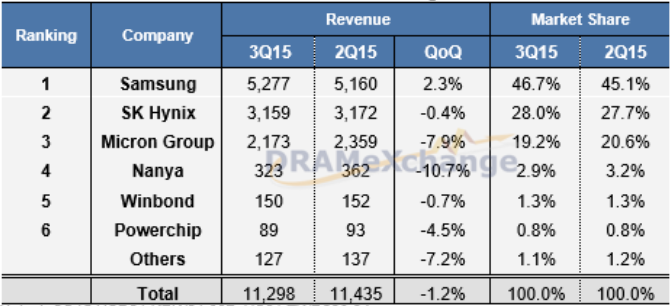 Ranking Company Revenue Market Share
3Q15 2Q15 QoQ 3Q15 2Q15
1 Samsung 5,277 5,160 2.3% 46.7% 45.1%
2 SK Hynix 3,159 3,172 -0.4% 28.0% 27.7%
3 Micron Group 2,173 2,359 -7.9% 19.2% 20.6%
DRAMeXchange
4 Nanya 323 362 -10.7% 2.9% 3.2%
5 Winbond 150 152 -0.7% 1.3% 1.3%
6 Powerchip 89 93 -4.5% 0.8% 0.8%
Others 127 137 -7.2% 1.1% 1.2%
Total 11,298 11,435 -1.2% 100.0% 100.0%